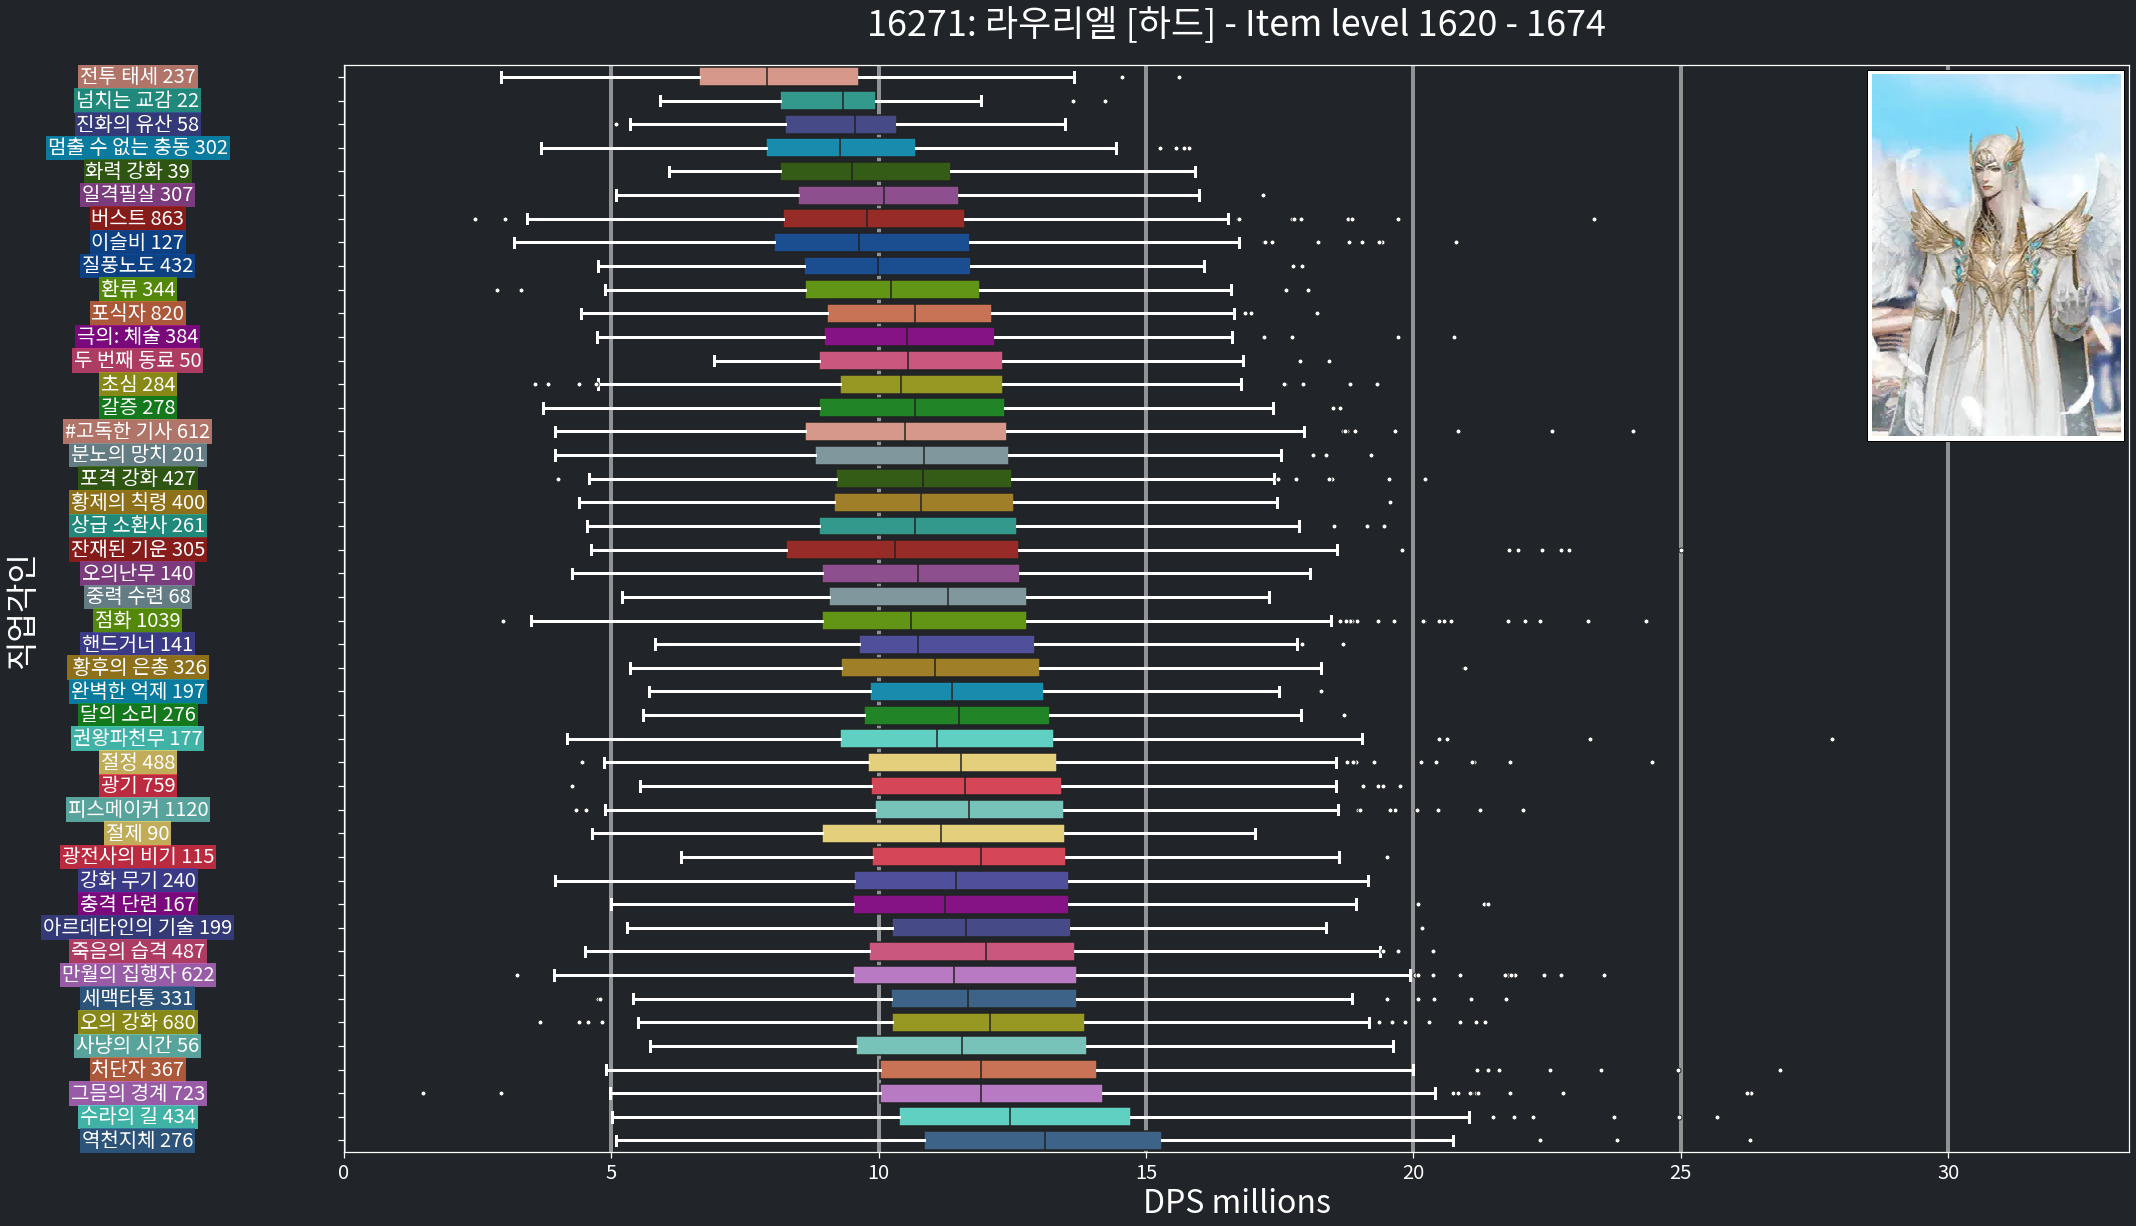 16271: 라우리엘 [하드] - Item level 1620 - 1674
전투 태세 237
넘치는 교감 22
진화의 유산 58
멈출 수 없는 충동 302
화력 강화 39
일격필살 307
버스트 863
이슬비 127
질풍노도 432
환류 344
포식자 820
극의: 체술 384
두 번째 동료 50
초심 284
갈증 278
#고독한 기사 612
분노의 망치 201
포격 강화 427
황제의 칙령 400
상급 소환사 261
잔재된 기운 305
오의난무 140
중력 수련 68
점화 1039
핸드거너 141
황후의 은총 326
완벽한 억제 197
달의 소리 276
권왕파천무 177
절정 488
광기 759
피스메이커 1120
절제 90
광전사의 비기 115
강화 무기 240
충격 단련 167
아르데타인의 기술 199
죽음의 습격 487
만월의 집행자 622
세맥타통 331
오의 강화 680
사냥의 시간 56
처단자 367
그믐의 경계 723
수라의 길 434
역천지체 276
직업각인
0 5 10 15 20 25 30
DPS millions